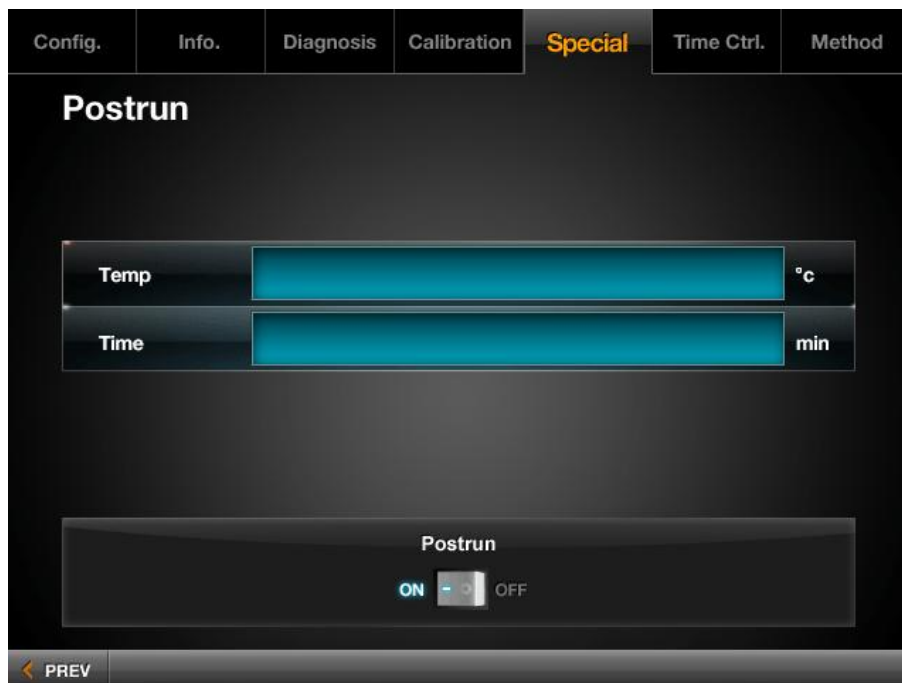 Config. Info. Diagnosis Calibration Special Time Ctrl. Method
Postrun
Temp °c
Time min
Postrun
ON OFF
PREV